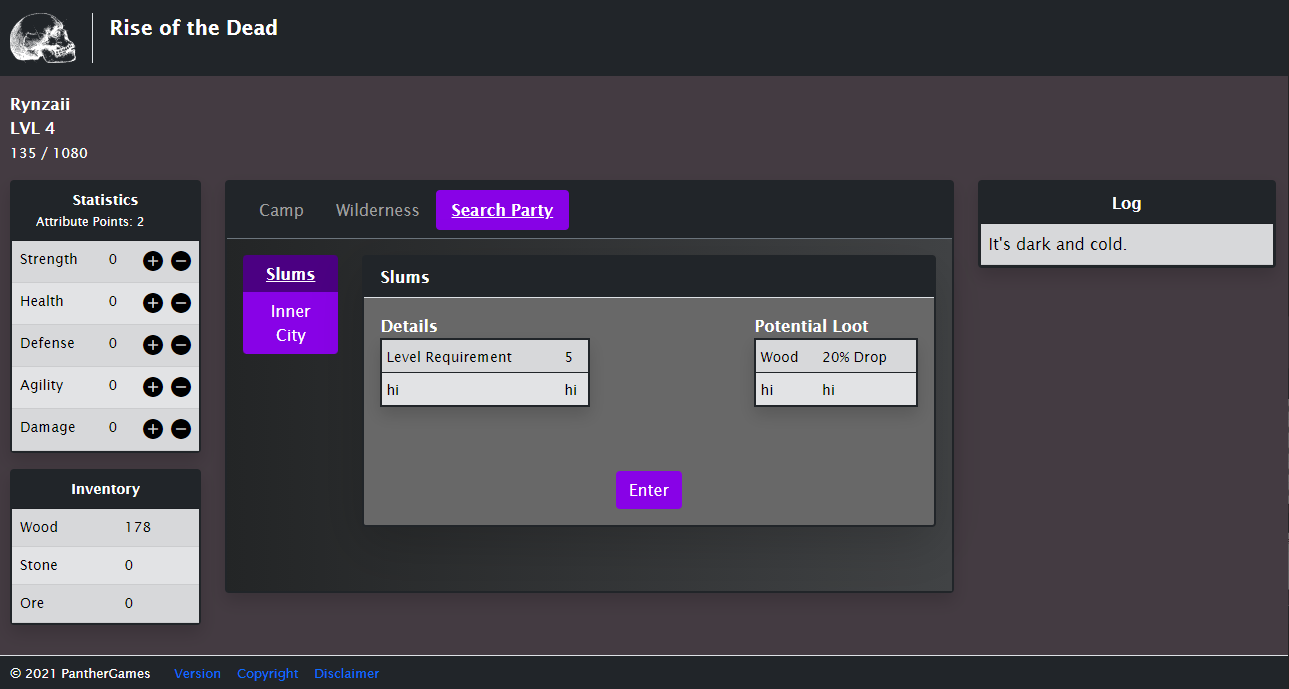 Rise of the Dead
Rynzaii
LVL 4
135 / 1080
Statistics
Attribute Points: 2
Strength 0
Health 0
Defense 0
Agility 0
Damage 0
Inventory
Wood 178
Stone 0
Ore 0
Camp Wilderness Search Party
Slums
Inner
City
Slums
Details
Level Requirement 5
hi hi
Potential Loot
Wood 20% Drop
hi hi
Enter
Log
It's dark and cold.
© 2021 PantherGames Version Copyright Disclaimer